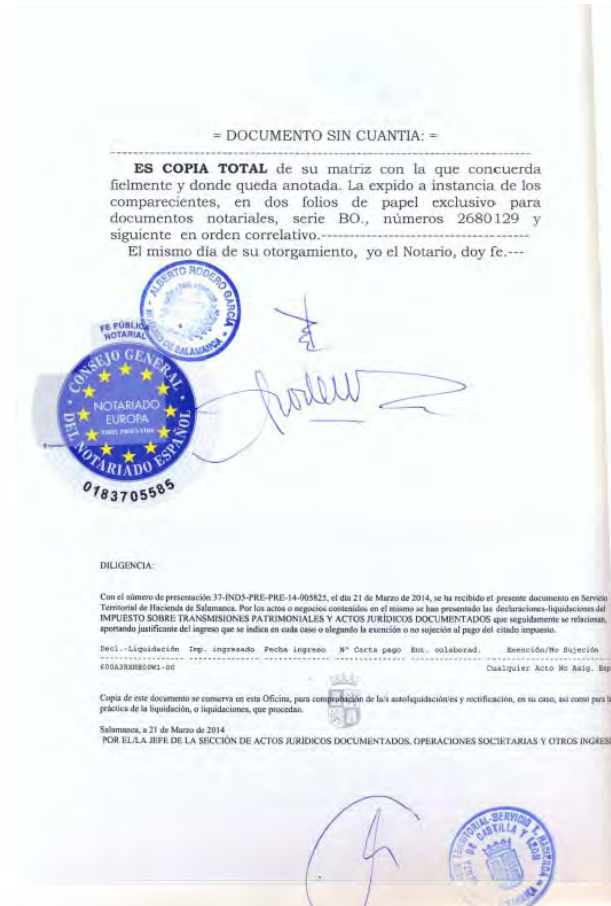 = DOCUMENTO SIN CUANTIA: =
ES COPIA TOTAL de su matriz con la que concuerda
fielmente y donde queda anotada. La expido a instancia de los
comparecientes, en dos folios de papel exclusivo para
documentos notariales, serie BO., números 2680129 y
siguiente en orden correlativo.-----------------------------
El mismo día de su otorgamiento, yo el Notario, doy fe.---
ALBERTO RODERO GARCÍA
NOTARIO DE SALAMANCA
FE PÚBLICA
NOTARIAL
CONSEJO GENERAL
DEL NOTARIADO ESPAÑOL
NOTARIADO
EUROPA
0183705585
Rodero
DILIGENCIA:
Con el número de presentación 37-IND5-PRE-PRE-14-005825, el día 21 de Marzo de 2014, se ha recibido el presente documento en Servicio
Territorial de Hacienda de Salamanca. Por los actos o negocios contenidos en el mismo se han presentado las declaraciones-liquidaciones del
IMPUESTO SOBRE TRANSMISIONES PATRIMONIALES Y ACTOS JURÍDICOS DOCUMENTADOS que seguidamente se relacionan,
aportando justificante del ingreso que se indica en cada caso o alegando la exención o no sujeción al pago del citado impuesto.
Decl.-Liquidación Imp. ingresado Fecha ingreso Nº Carta pago Ent. colaborad. Exención/No Sujeción
Cualquier Acto No Asig. Esp
Copia de este documento se conserva en esta Oficina, para comprobación de la/s autoliquidación/es y rectificación, en su caso, así como para la
práctica de la liquidación, o liquidaciones, que procedan.
Salamanca, a 21 de Marzo de 2014
POR EL/LA JEFE DE LA SECCIÓN DE ACTOS JURÍDICOS DOCUMENTADOS, OPERACIONES SOCIETARIAS Y OTROS INGRES